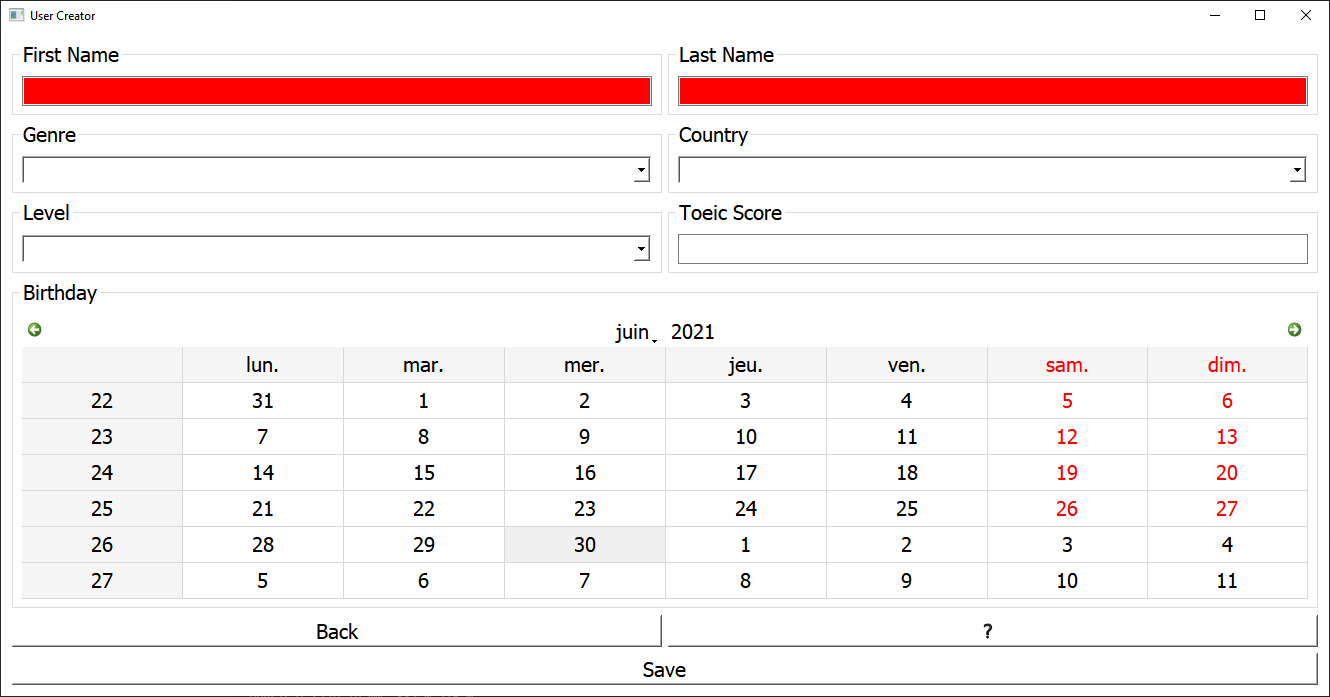 User Creator
First Name Last Name
Genre Country
Level Toeic Score
Birthday
juin 2021
lun. mar. mer. jeu. ven. sam. dim.
22 31 1 2 3 4 5 6
23 7 8 9 10 11 12 13
24 14 15 16 17 18 19 20
25 21 22 23 24 25 26 27
26 28 29 30 1 2 3 4
27 5 6 7 8 9 10 11
Back ?
Save